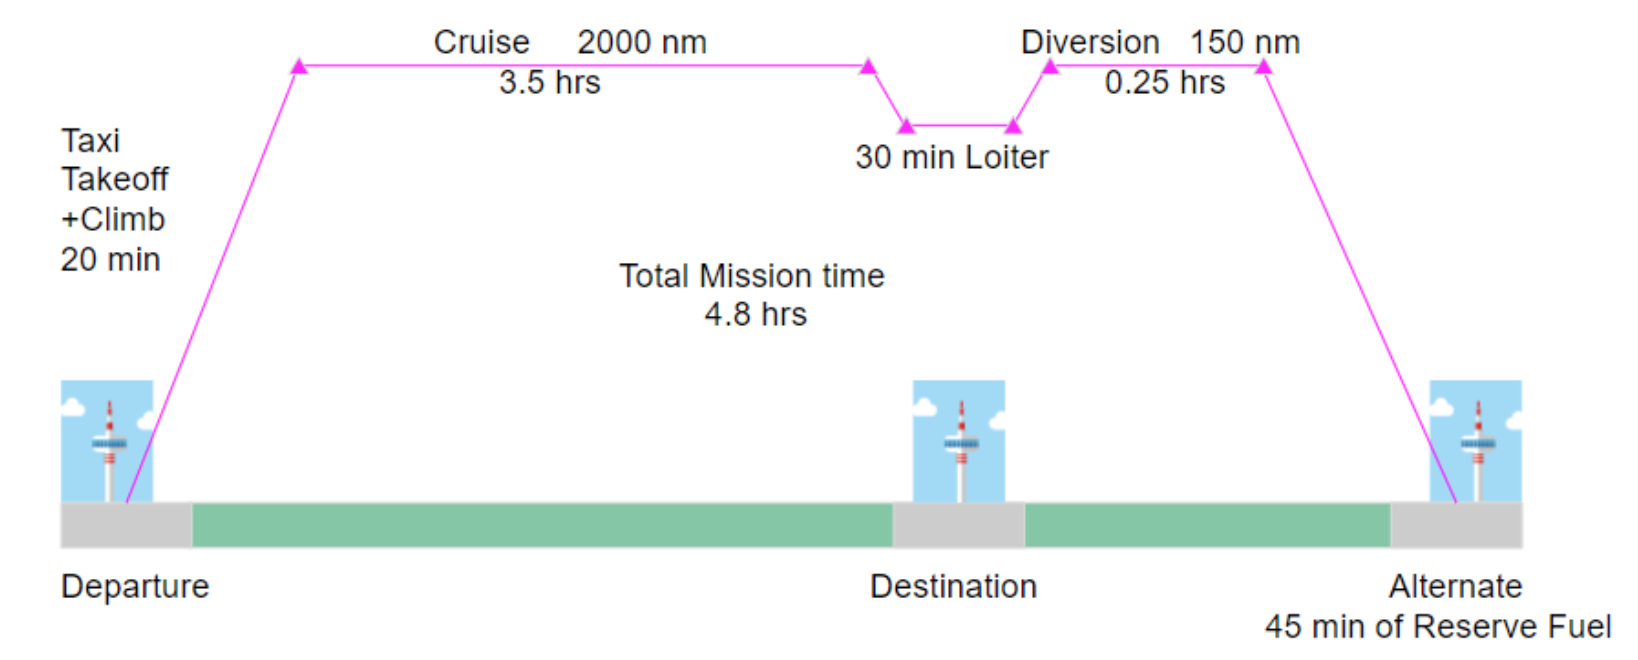 Cruise 2000 nm
3.5 hrs
Diversion 150 nm
0.25 hrs
Taxi
Takeoff
+Climb
20 min
30 min Loiter
Total Mission time
4.8 hrs
Departure
Destination
Alternate
45 min of Reserve Fuel